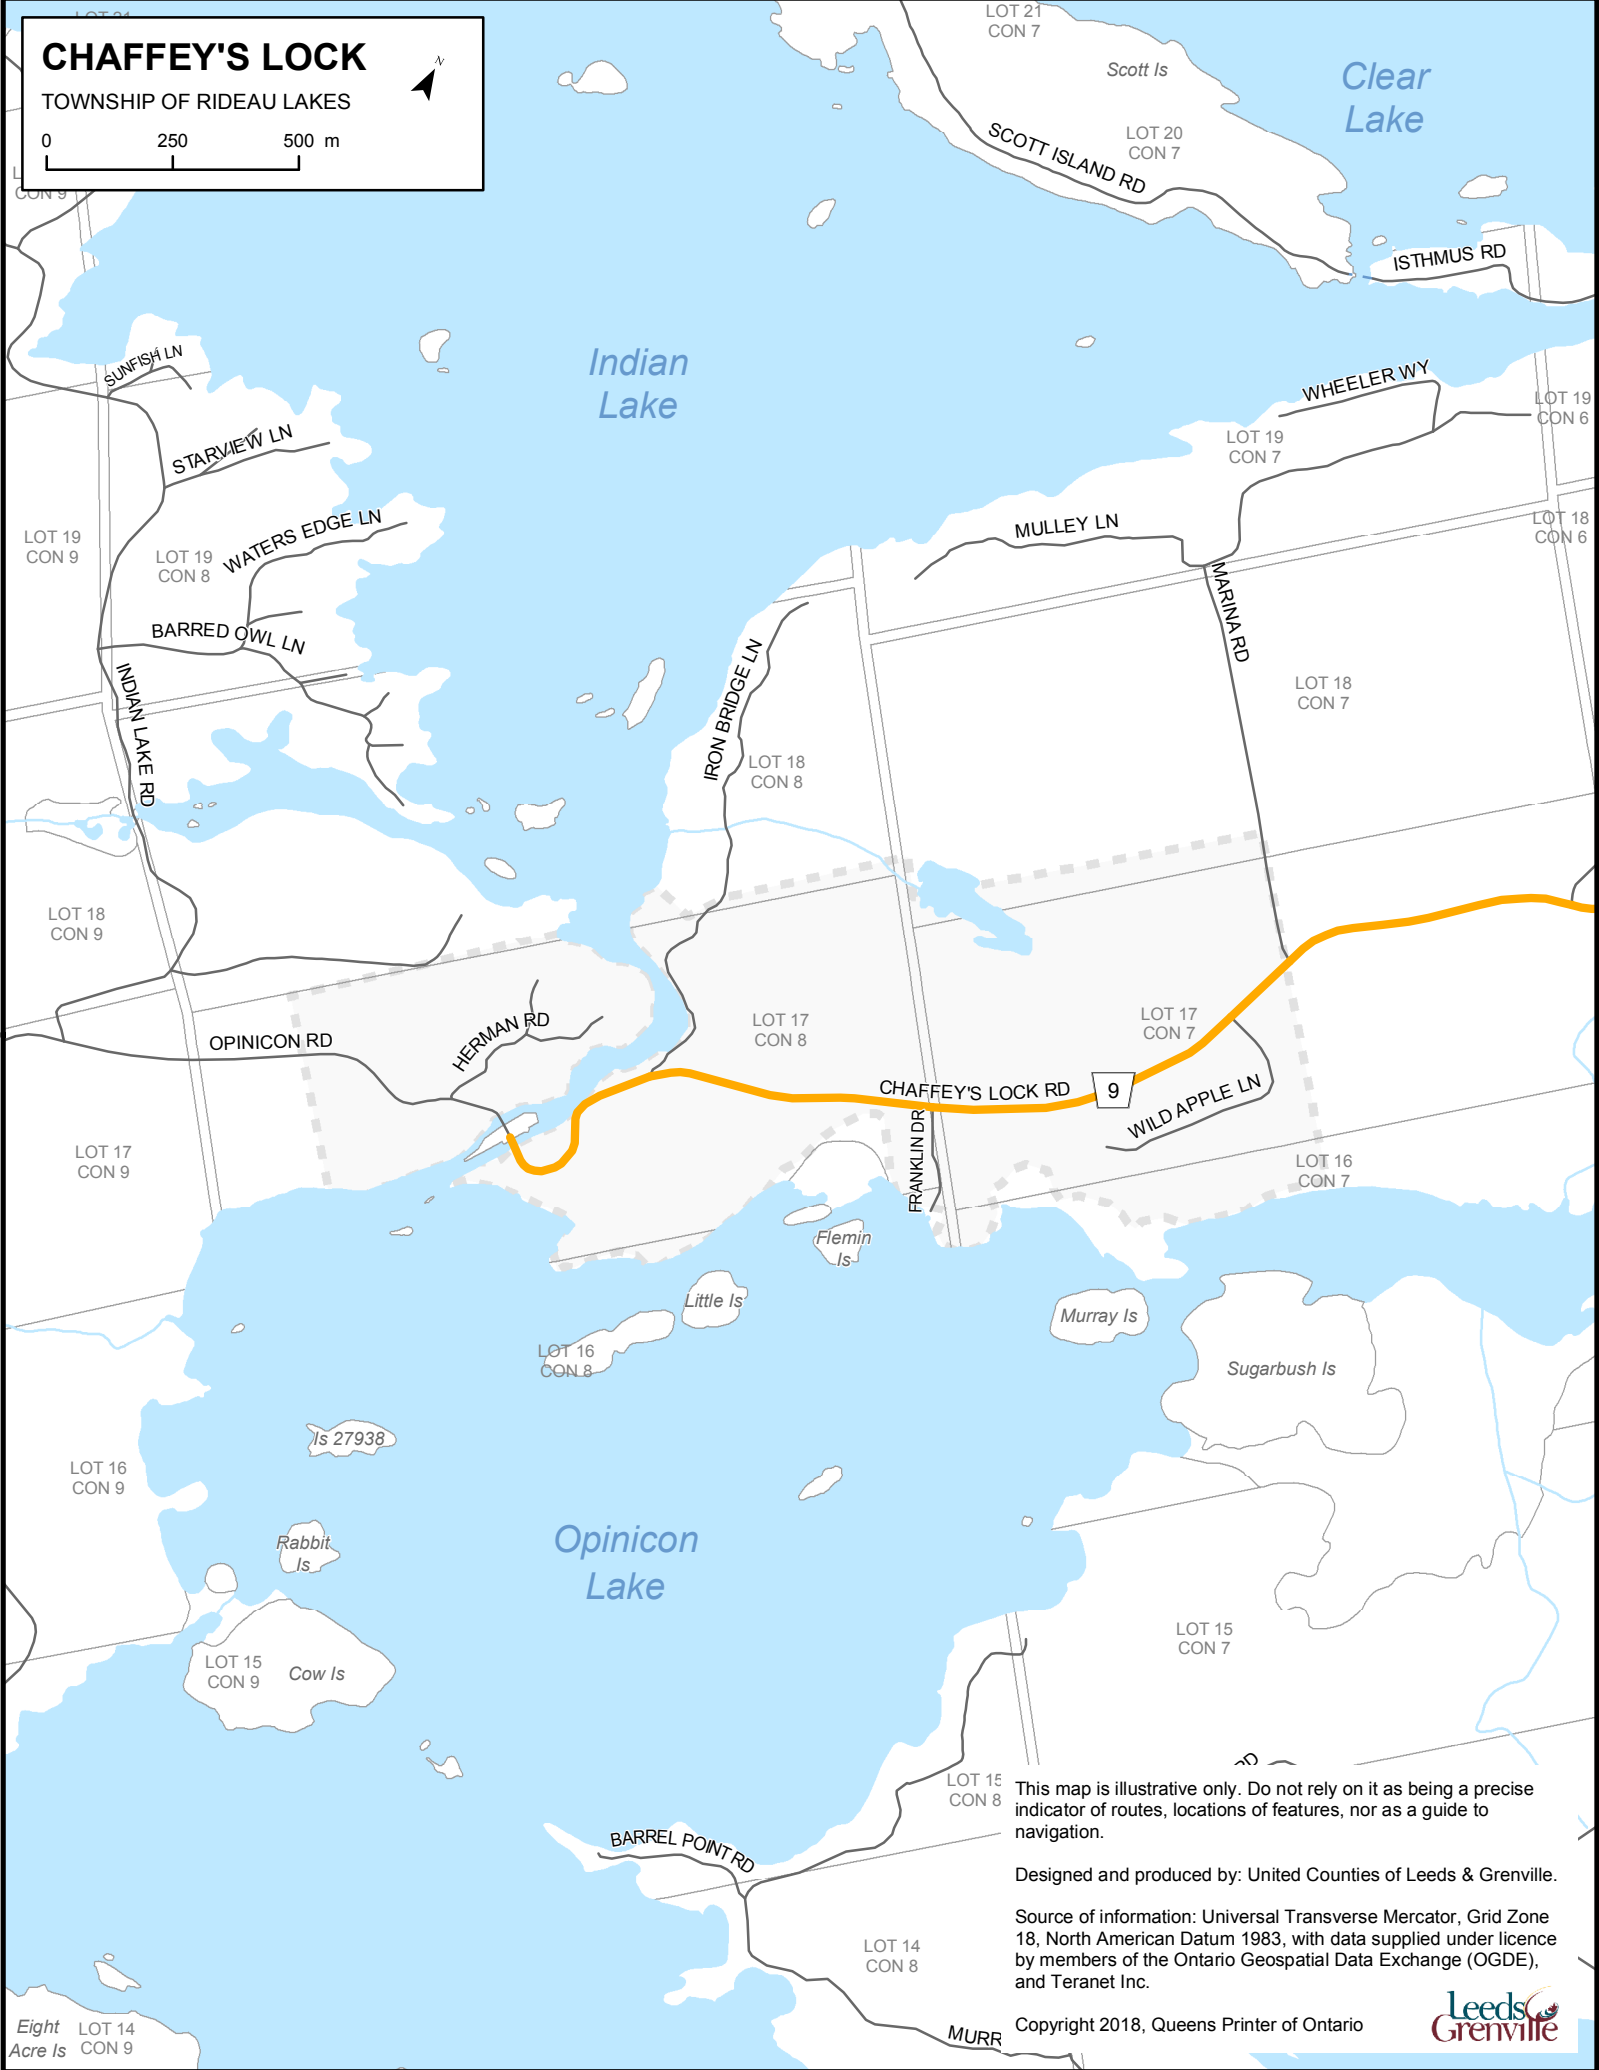 LOT 21
CHAFFEY'S LOCK
TOWNSHIP OF RIDEAU LAKES
N
0 250 500 m
CON 9
LOT 21
CON 7
Scott Is
Clear
Lake
LOT 20
CON 7
SCOTT ISLAND RD
ISTHMUS RD
SUNFISH LN
Indian
Lake
WHEELER WY
LOT 19
CON 6
STARVIEW LN
LOT 19
CON 7
WATERS EDGE LN
MULLEY LN
LOT 18
CON 6
LOT 19
CON 9
LOT 19
CON 8
MARINA RD
BARRED OWL LN
INDIAN LAKE RD
IRON BRIDGE LN
LOT 18
CON 7
LOT 18
CON 8
LOT 18
CON 9
OPINICON RD
HERMAN RD
LOT 17
CON 8
LOT 17
CON 7
CHAFFEY'S LOCK RD
9
WILD APPLE LN
FRANKLIN DR
LOT 17
CON 9
LOT 16
CON 7
Flemin
Is
Little Is
Murray Is
LOT 16
CON 8
Sugarbush Is
Is 27938
LOT 16
CON 9
Rabbit
Is
Opinicon
Lake
LOT 15
CON 9
Cow Is
LOT 15
CON 7
RD
LOT 15
CON 8
BARREL POINT RD
LOT 14
CON 8
MURR
Eight
Acre Is
LOT 14
CON 9
This map is illustrative only. Do not rely on it as being a precise
indicator of routes, locations of features, nor as a guide to
navigation.
Designed and produced by: United Counties of Leeds & Grenville.
Source of information: Universal Transverse Mercator, Grid Zone
18, North American Datum 1983, with data supplied under licence
by members of the Ontario Geospatial Data Exchange (OGDE),
and Teranet Inc.
Copyright 2018, Queens Printer of Ontario
Leeds
Grenville